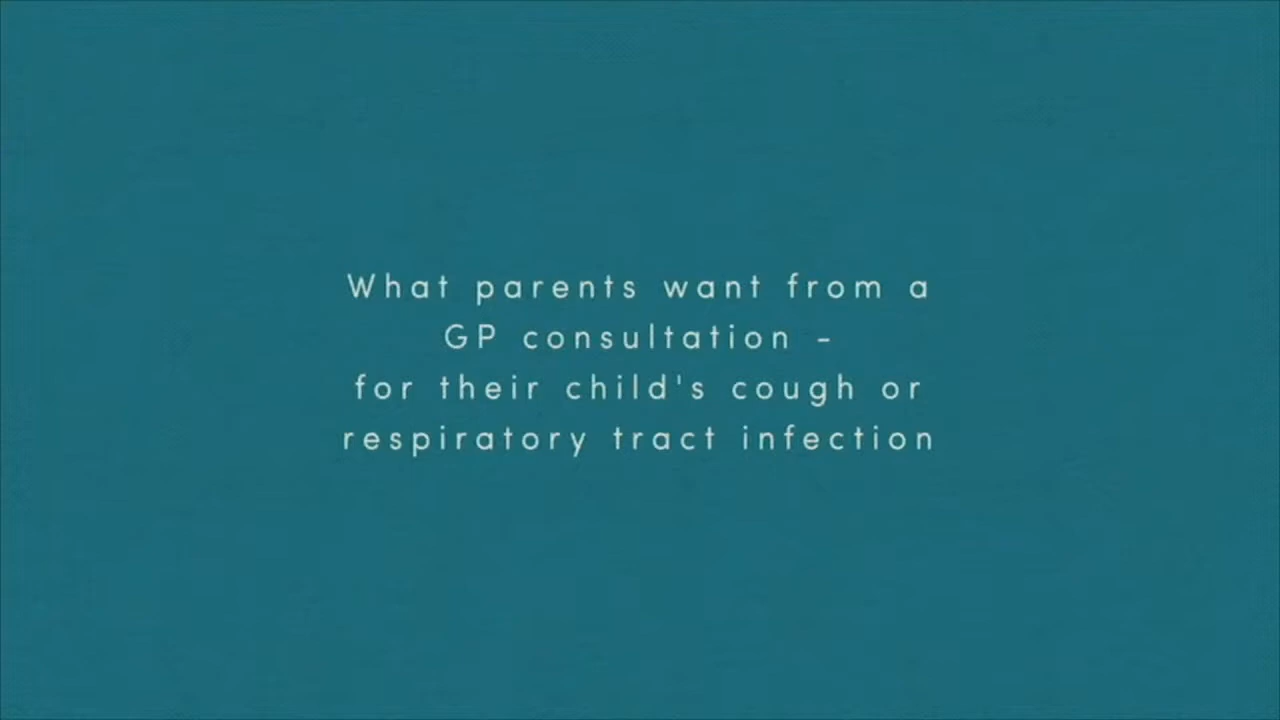 What parents want from a
GP consultation -
for their child's cough or
respiratory tract infection